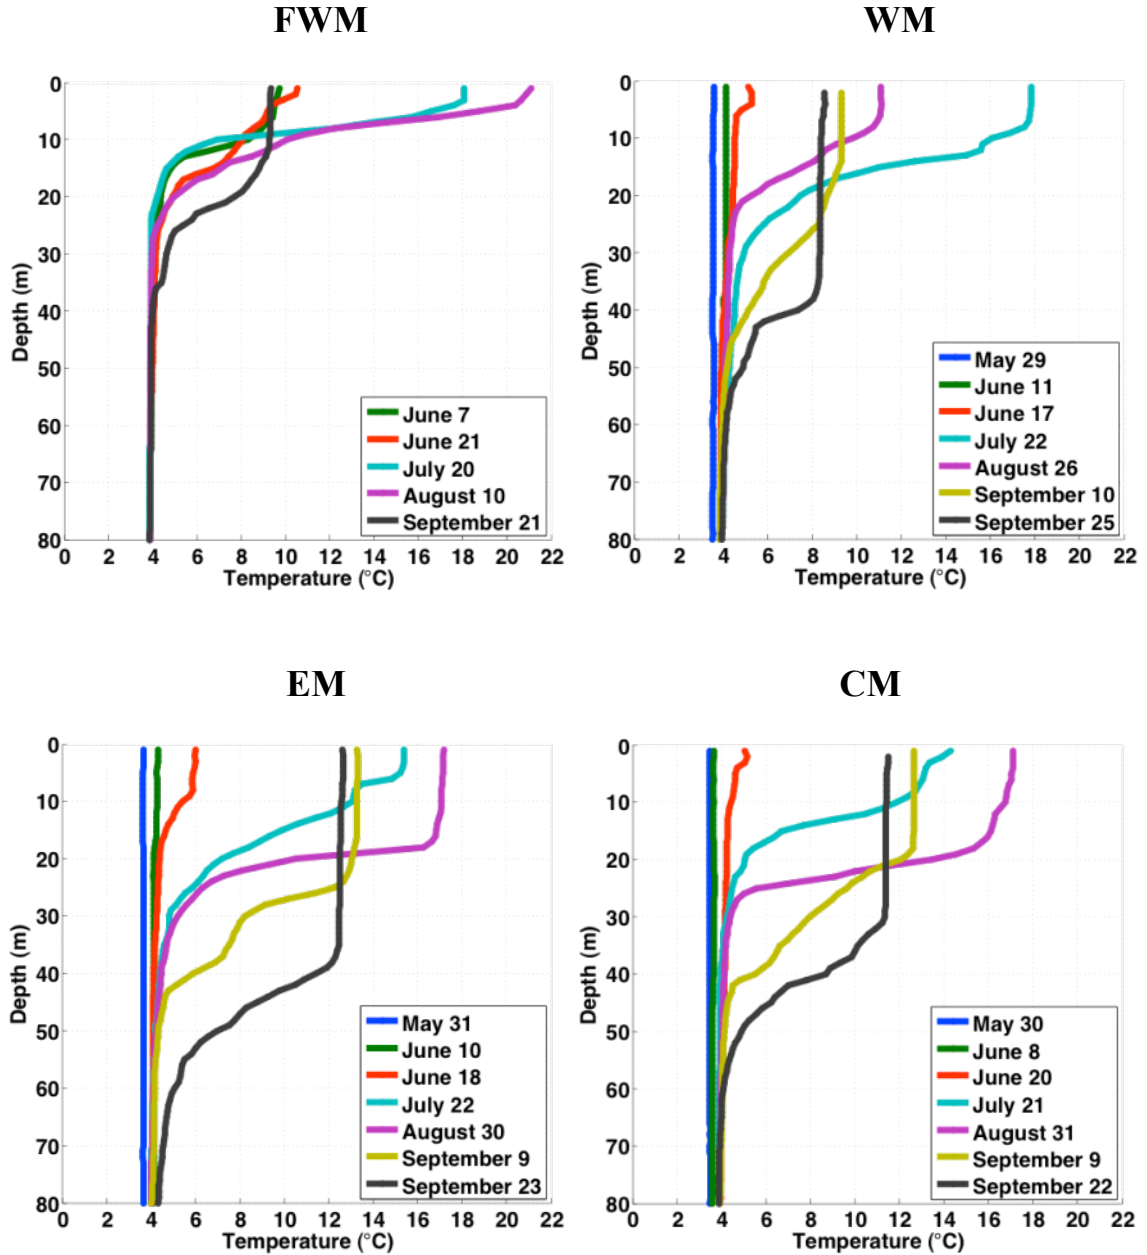 FWM
WM
0
10
20
30
40
50
60
70
80
Depth (m)
June 7
June 21
July 20
August 10
September 21
0 2 4 6 8 10 12 14 16 18 20 22
Temperature (°C)
0
10
20
30
40
50
60
70
80
Depth (m)
May 29
June 11
June 17
July 22
August 26
September 10
September 25
0 2 4 6 8 10 12 14 16 18 20 22
Temperature (°C)
EM
CM
0
10
20
30
40
50
60
70
80
Depth (m)
May 31
June 10
June 18
July 22
August 30
September 9
September 23
0 2 4 6 8 10 12 14 16 18 20 22
Temperature (°C)
0
10
20
30
40
50
60
70
80
Depth (m)
May 30
June 8
June 20
July 21
August 31
September 9
September 22
0 2 4 6 8 10 12 14 16 18 20 22
Temperature (°C)